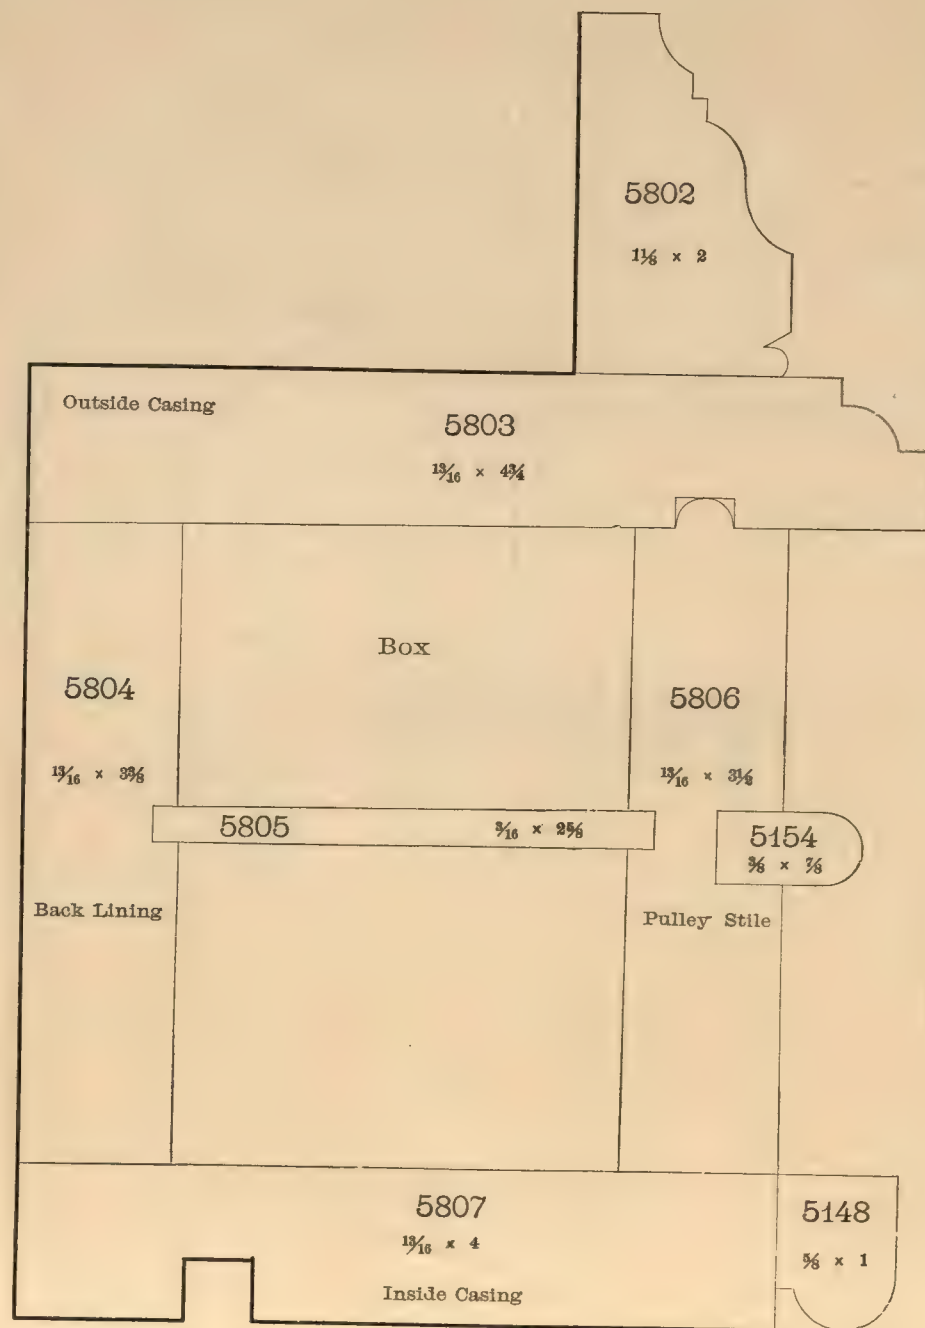 5802
1⅛ × 2
Outside Casing
5803
13/16 × 4¾
Box
5804
13/16 × 3⅜
5806
13/16 × 3½
5805
3/16 × 2⅝
5154
⅜ × ⅞
Back Lining
Pulley Stile
5807
13/16 × 4
Inside Casing
5148
⅝ × 1